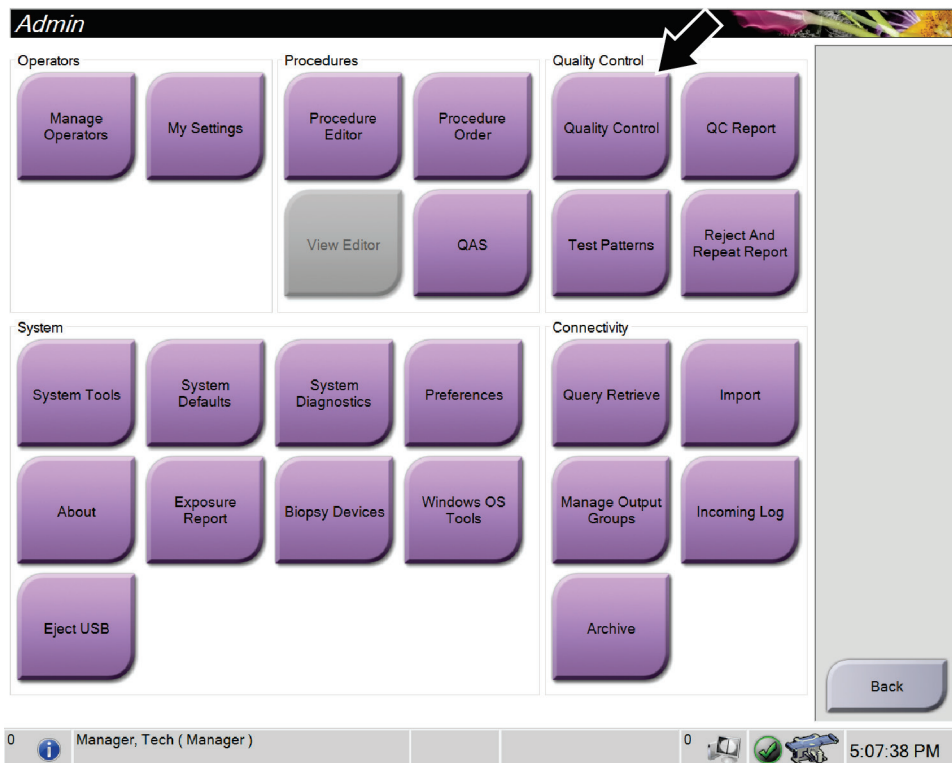 Admin
Operators
Manage
Operators
My Settings
Procedures
Procedure
Editor
Procedure
Order
View Editor
QAS
Quality Control
Quality Control
QC Report
Test Patterns
Reject And
Repeat Report
System
System Tools
System
Defaults
System
Diagnostics
Preferences
About
Exposure
Report
Biopsy Devices
Windows OS
Tools
Eject USB
Connectivity
Query Retrieve
Import
Manage Output
Groups
Incoming Log
Archive
Back
0
Manager, Tech ( Manager )
0
5:07:38 PM